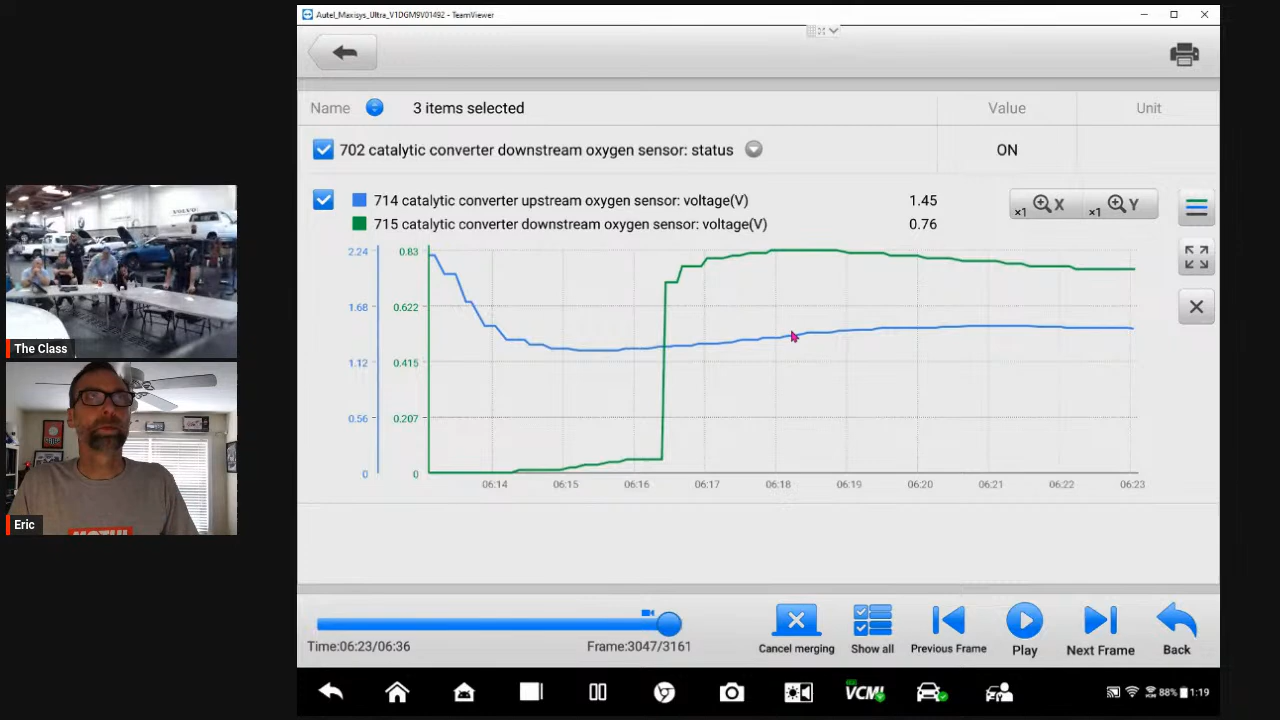 Autel_Maxisys_Ultra_V1DGM9V01492 - TeamViewer
Name 3 items selected Value Unit
702 catalytic converter downstream oxygen sensor: status ON
714 catalytic converter upstream oxygen sensor: voltage(V) 1.45
715 catalytic converter downstream oxygen sensor: voltage(V) 0.76
x1 X x1 Y
2.24 0.83
1.68 0.622
1.12 0.415
0.56 0.207
0 0
06:14 06:15 06:16 06:17 06:18 06:19 06:20 06:21 06:22 06:23
VOLVO
The Class
MOTUL
Eric
Time:06:23/06:36 Frame:3047/3161
Cancel merging Show all Previous Frame Play Next Frame Back
VCMI 88% 1:19